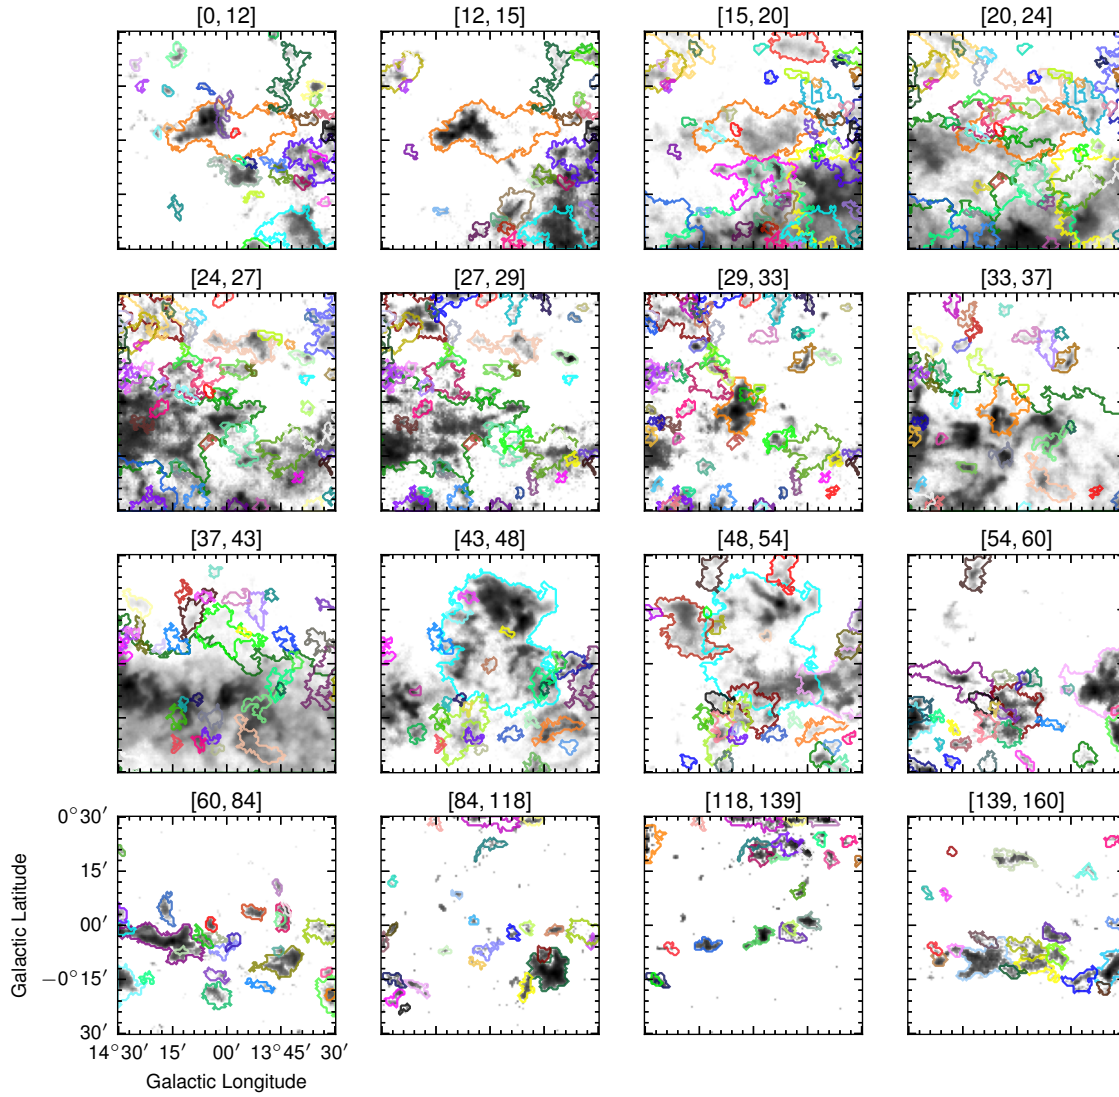 [0, 12] [12, 15] [15, 20] [20, 24]
[24, 27] [27, 29] [29, 33] [33, 37]
[37, 43] [43, 48] [48, 54] [54, 60]
[60, 84] [84, 118] [118, 139] [139, 160]
0°30′
15′
00′
−0°15′
30′
Galactic Latitude
14°30′ 15′ 00′ 13°45′ 30′
Galactic Longitude